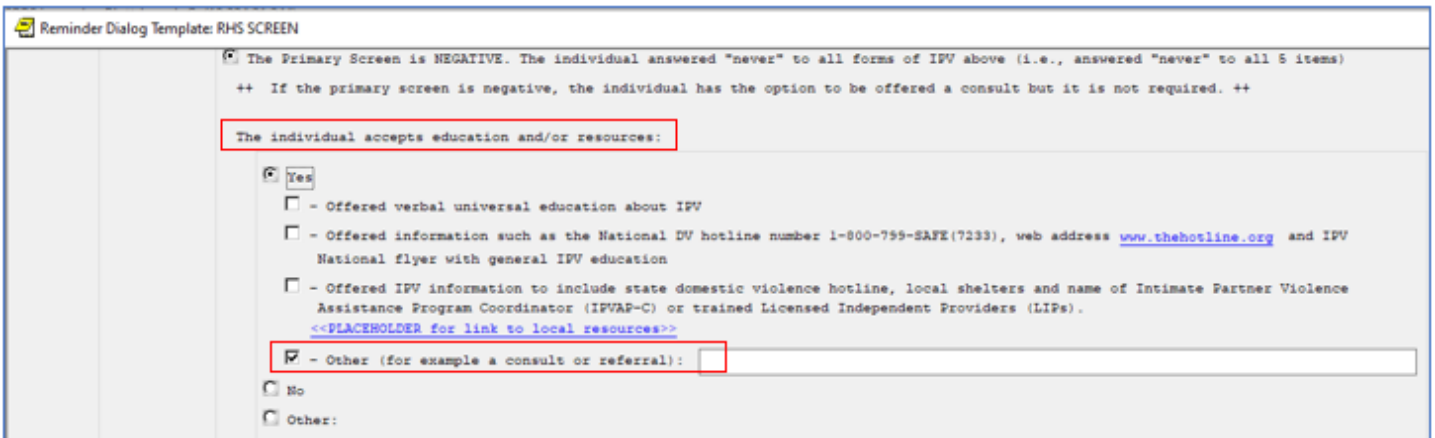 Reminder Dialog Template: RHS SCREEN
The Primary Screen is NEGATIVE. The individual answered "never" to all forms of IPV above (i.e., answered "never" to all 5 items)
++ If the primary screen is negative, the individual has the option to be offered a consult but it is not required. ++
The individual accepts education and/or resources:
Yes
- Offered verbal universal education about IPV
- Offered information such as the National DV hotline number 1-800-799-SAFE(7233), web address www.thehotline.org and IPV
National flyer with general IPV education
- Offered IPV information to include state domestic violence hotline, local shelters and name of Intimate Partner Violence
Assistance Program Coordinator (IPVAP-C) or trained Licensed Independent Providers (LIPs).
<<PLACEHOLDER for link to local resources>>
- Other (for example a consult or referral):
No
Other: